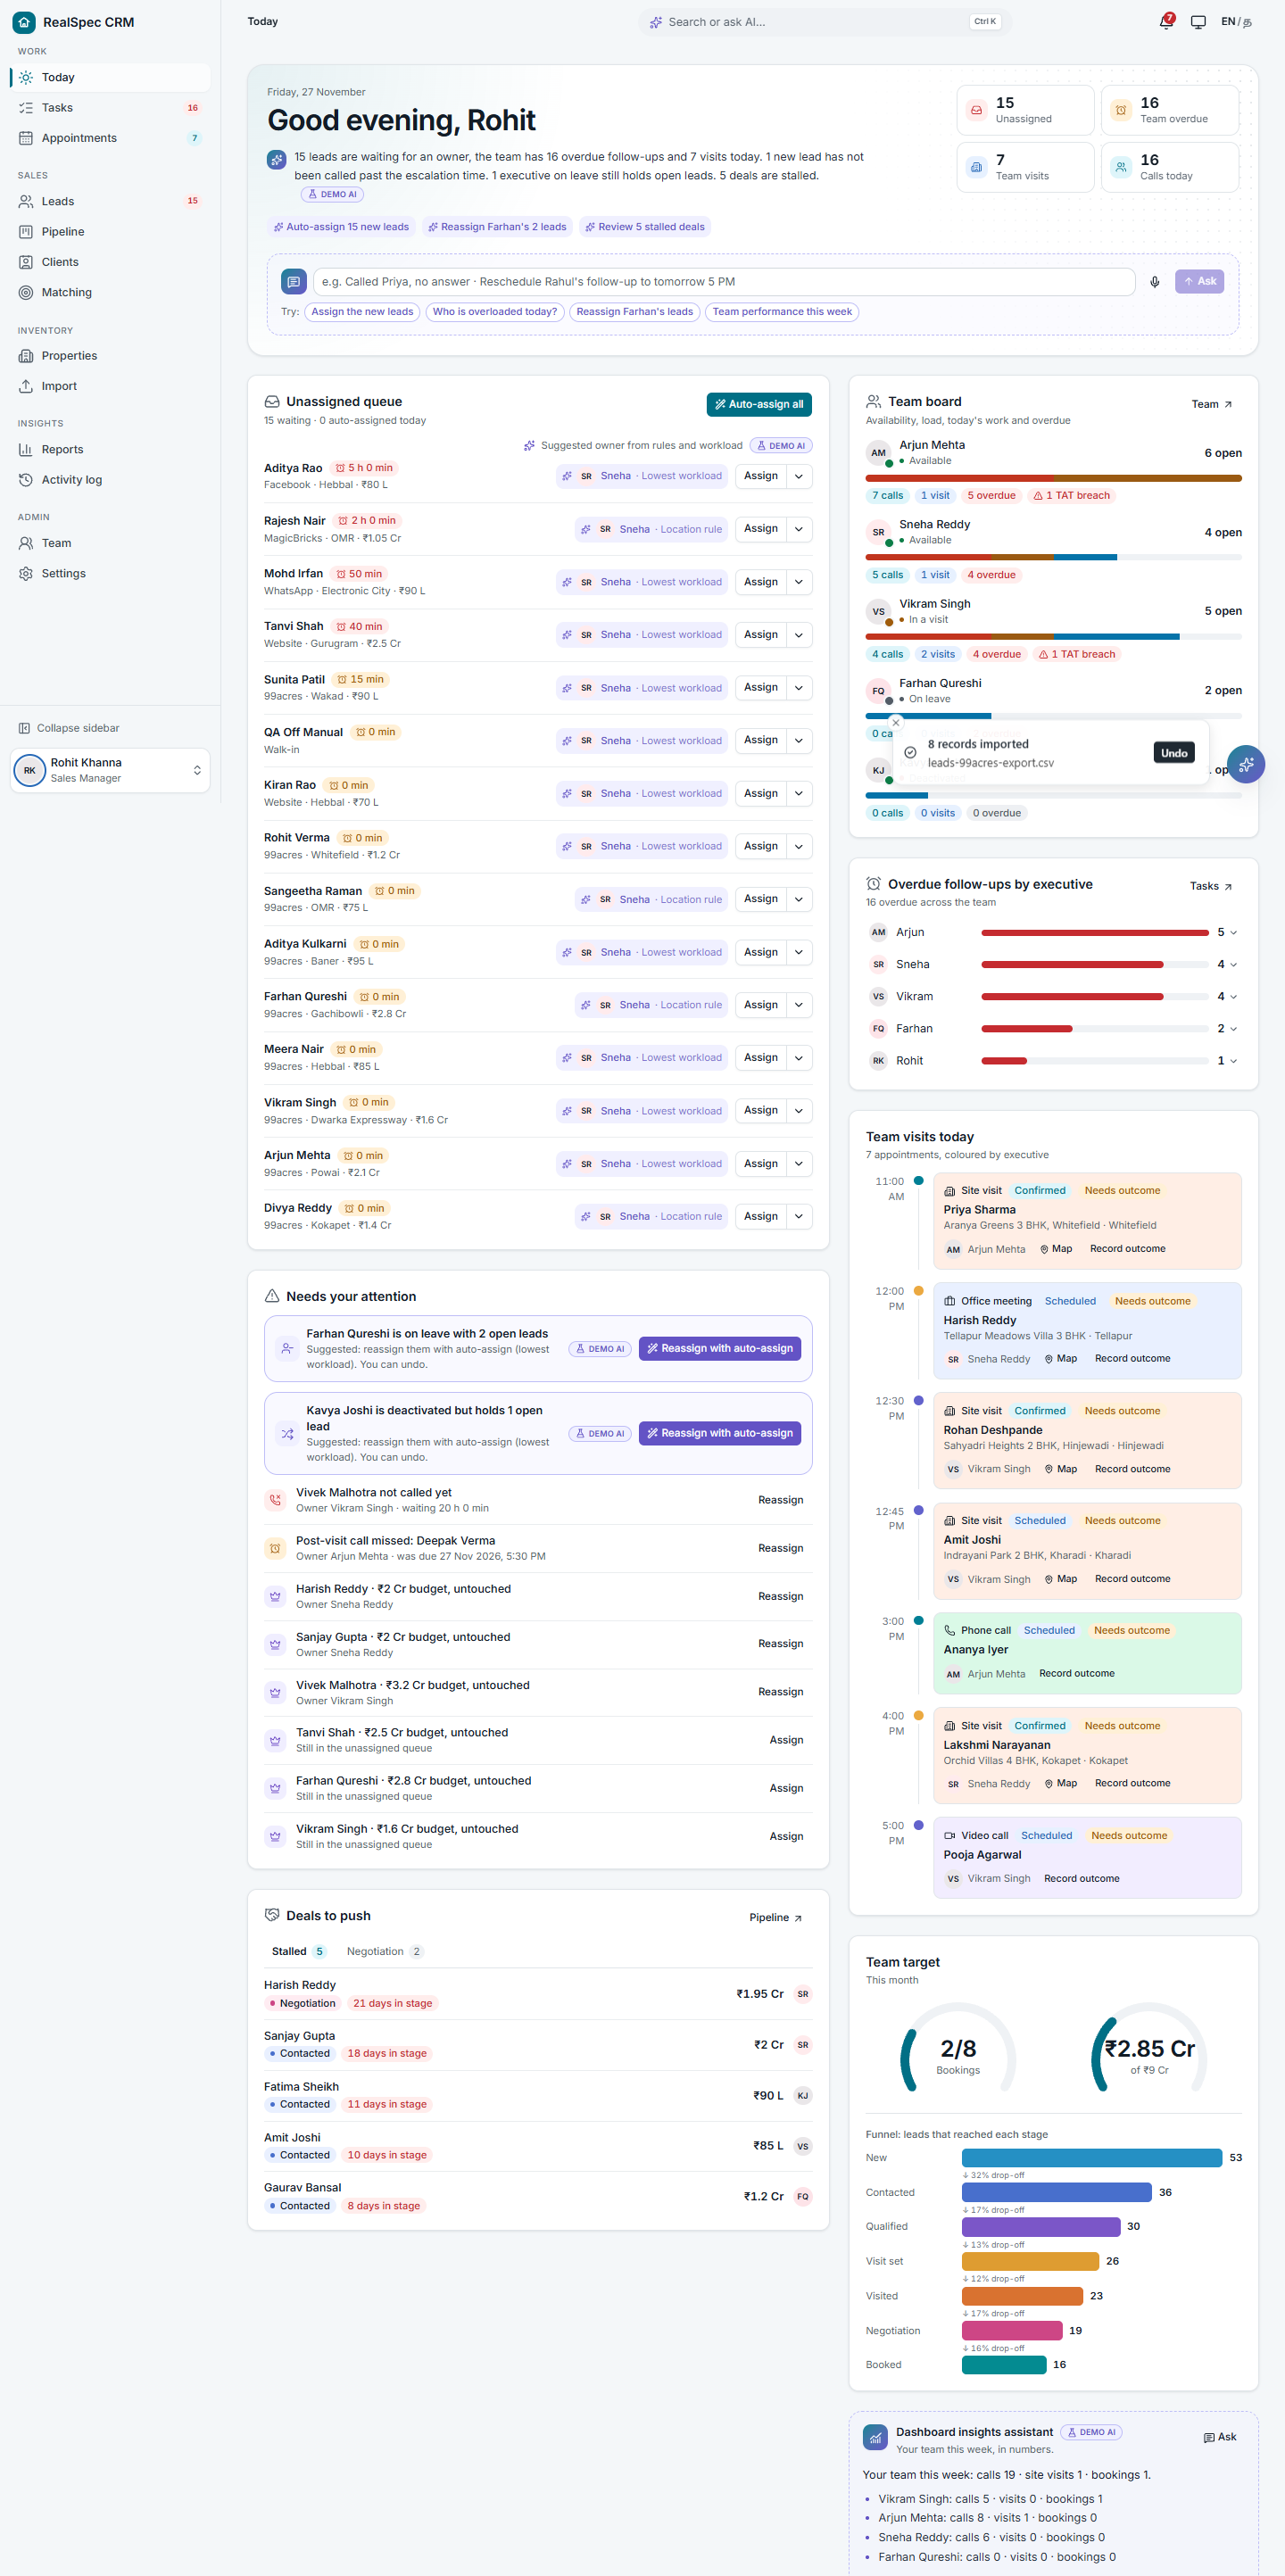 RealSpec CRM
WORK
Today
Tasks 16
Appointments 7
SALES
Leads 15
Pipeline
Clients
Matching
INVENTORY
Properties
Import
INSIGHTS
Reports
Activity log
ADMIN
Team
Settings
Collapse sidebar
RK Rohit Khanna
Sales Manager
Today
Search or ask AI... Ctrl K
7
EN / த
Friday, 27 November
Good evening, Rohit
15 leads are waiting for an owner, the team has 16 overdue follow-ups and 7 visits today. 1 new lead has not
been called past the escalation time. 1 executive on leave still holds open leads. 5 deals are stalled.
DEMO AI
Auto-assign 15 new leads Reassign Farhan's 2 leads Review 5 stalled deals
15 Unassigned
16 Team overdue
7 Team visits
16 Calls today
e.g. Called Priya, no answer · Reschedule Rahul's follow-up to tomorrow 5 PM
Ask
Try: Assign the new leads Who is overloaded today? Reassign Farhan's leads Team performance this week
Unassigned queue
15 waiting · 0 auto-assigned today
Auto-assign all
Suggested owner from rules and workload DEMO AI
Aditya Rao 5 h 0 min
Facebook · Hebbal · ₹80 L
SR Sneha · Lowest workload Assign
Rajesh Nair 2 h 0 min
MagicBricks · OMR · ₹1.05 Cr
SR Sneha · Location rule Assign
Mohd Irfan 50 min
WhatsApp · Electronic City · ₹90 L
SR Sneha · Lowest workload Assign
Tanvi Shah 40 min
Website · Gurugram · ₹2.5 Cr
SR Sneha · Lowest workload Assign
Sunita Patil 15 min
99acres · Wakad · ₹90 L
SR Sneha · Lowest workload Assign
QA Off Manual 0 min
Walk-in
SR Sneha · Lowest workload Assign
Kiran Rao 0 min
Website · Hebbal · ₹70 L
SR Sneha · Lowest workload Assign
Rohit Verma 0 min
99acres · Whitefield · ₹1.2 Cr
SR Sneha · Lowest workload Assign
Sangeetha Raman 0 min
99acres · OMR · ₹75 L
SR Sneha · Location rule Assign
Aditya Kulkarni 0 min
99acres · Baner · ₹95 L
SR Sneha · Lowest workload Assign
Farhan Qureshi 0 min
99acres · Gachibowli · ₹2.8 Cr
SR Sneha · Location rule Assign
Meera Nair 0 min
99acres · Hebbal · ₹85 L
SR Sneha · Lowest workload Assign
Vikram Singh 0 min
99acres · Dwarka Expressway · ₹1.6 Cr
SR Sneha · Lowest workload Assign
Arjun Mehta 0 min
99acres · Powai · ₹2.1 Cr
SR Sneha · Lowest workload Assign
Divya Reddy 0 min
99acres · Kokapet · ₹1.4 Cr
SR Sneha · Location rule Assign
Needs your attention
Farhan Qureshi is on leave with 2 open leads
Suggested: reassign them with auto-assign (lowest
workload). You can undo.
DEMO AI Reassign with auto-assign
Kavya Joshi is deactivated but holds 1 open
lead
Suggested: reassign them with auto-assign (lowest
workload). You can undo.
DEMO AI Reassign with auto-assign
Vivek Malhotra not called yet
Owner Vikram Singh · waiting 20 h 0 min
Reassign
Post-visit call missed: Deepak Verma
Owner Arjun Mehta · was due 27 Nov 2026, 5:30 PM
Reassign
Harish Reddy · ₹2 Cr budget, untouched
Owner Sneha Reddy
Reassign
Sanjay Gupta · ₹2 Cr budget, untouched
Owner Sneha Reddy
Reassign
Vivek Malhotra · ₹3.2 Cr budget, untouched
Owner Vikram Singh
Reassign
Tanvi Shah · ₹2.5 Cr budget, untouched
Still in the unassigned queue
Assign
Farhan Qureshi · ₹2.8 Cr budget, untouched
Still in the unassigned queue
Assign
Vikram Singh · ₹1.6 Cr budget, untouched
Still in the unassigned queue
Assign
Deals to push
Pipeline
Stalled 5 Negotiation 2
Harish Reddy
Negotiation 21 days in stage
₹1.95 Cr SR
Sanjay Gupta
Contacted 18 days in stage
₹2 Cr SR
Fatima Sheikh
Contacted 11 days in stage
₹90 L KJ
Amit Joshi
Contacted 10 days in stage
₹85 L VS
Gaurav Bansal
Contacted 8 days in stage
₹1.2 Cr FQ
Team board
Team
Availability, load, today's work and overdue
AM Arjun Mehta
Available
6 open
7 calls 1 visit 5 overdue 1 TAT breach
SR Sneha Reddy
Available
4 open
5 calls 1 visit 4 overdue
VS Vikram Singh
In a visit
5 open
4 calls 2 visits 4 overdue 1 TAT breach
FQ Farhan Qureshi
On leave
2 open
0 ca
8 records imported
leads-99acres-export.csv
Undo
KJ
0 calls 0 visits 0 overdue
Overdue follow-ups by executive
Tasks
16 overdue across the team
AM Arjun 5
SR Sneha 4
VS Vikram 4
FQ Farhan 2
RK Rohit 1
Team visits today
7 appointments, coloured by executive
11:00 AM
Site visit Confirmed Needs outcome
Priya Sharma
Aranya Greens 3 BHK, Whitefield · Whitefield
AM Arjun Mehta Map Record outcome
12:00 PM
Office meeting Scheduled Needs outcome
Harish Reddy
Tellapur Meadows Villa 3 BHK · Tellapur
SR Sneha Reddy Map Record outcome
12:30 PM
Site visit Confirmed Needs outcome
Rohan Deshpande
Sahyadri Heights 2 BHK, Hinjewadi · Hinjewadi
VS Vikram Singh Map Record outcome
12:45 PM
Site visit Scheduled Needs outcome
Amit Joshi
Indrayani Park 2 BHK, Kharadi · Kharadi
VS Vikram Singh Map Record outcome
3:00 PM
Phone call Scheduled Needs outcome
Ananya Iyer
AM Arjun Mehta Record outcome
4:00 PM
Site visit Confirmed Needs outcome
Lakshmi Narayanan
Orchid Villas 4 BHK, Kokapet · Kokapet
SR Sneha Reddy Map Record outcome
5:00 PM
Video call Scheduled Needs outcome
Pooja Agarwal
VS Vikram Singh Record outcome
Team target
This month
2/8
Bookings
₹2.85 Cr
of ₹9 Cr
Funnel: leads that reached each stage
New 53
↓ 32% drop-off
Contacted 36
↓ 17% drop-off
Qualified 30
↓ 13% drop-off
Visit set 26
↓ 12% drop-off
Visited 23
↓ 17% drop-off
Negotiation 19
↓ 16% drop-off
Booked 16
Dashboard insights assistant DEMO AI
Your team this week, in numbers.
Ask
Your team this week: calls 19 · site visits 1 · bookings 1.
• Vikram Singh: calls 5 · visits 0 · bookings 1
• Arjun Mehta: calls 8 · visits 1 · bookings 0
• Sneha Reddy: calls 6 · visits 0 · bookings 0
• Farhan Qureshi: calls 0 · visits 0 · bookings 0